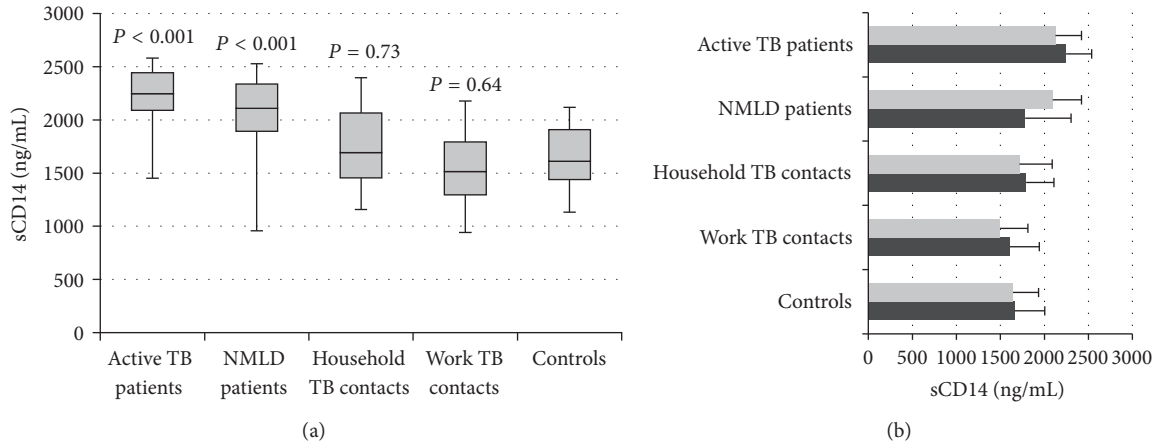 3000
2500
2000
1500
1000
500
0
sCD14 (ng/mL)
P < 0.001
P < 0.001
P = 0.73
P = 0.64
Active TB
patients
NMLD
patients
Household
TB contacts
Work TB
contacts
Controls
(a)
Active TB patients
NMLD patients
Household TB contacts
Work TB contacts
Controls
0 500 1000 1500 2000 2500 3000
sCD14 (ng/mL)
(b)